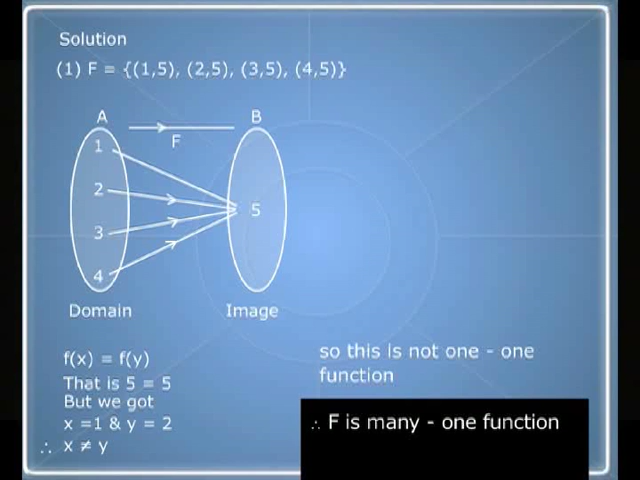 Solution
(1) F = {(1,5), (2,5), (3,5), (4,5)}
A B
F
1
2
5
3
4
Domain Image
f(x) = f(y)
That is 5 = 5
But we got
x =1 & y = 2
∴ x ≠ y
so this is not one - one
function
∴ F is many - one function